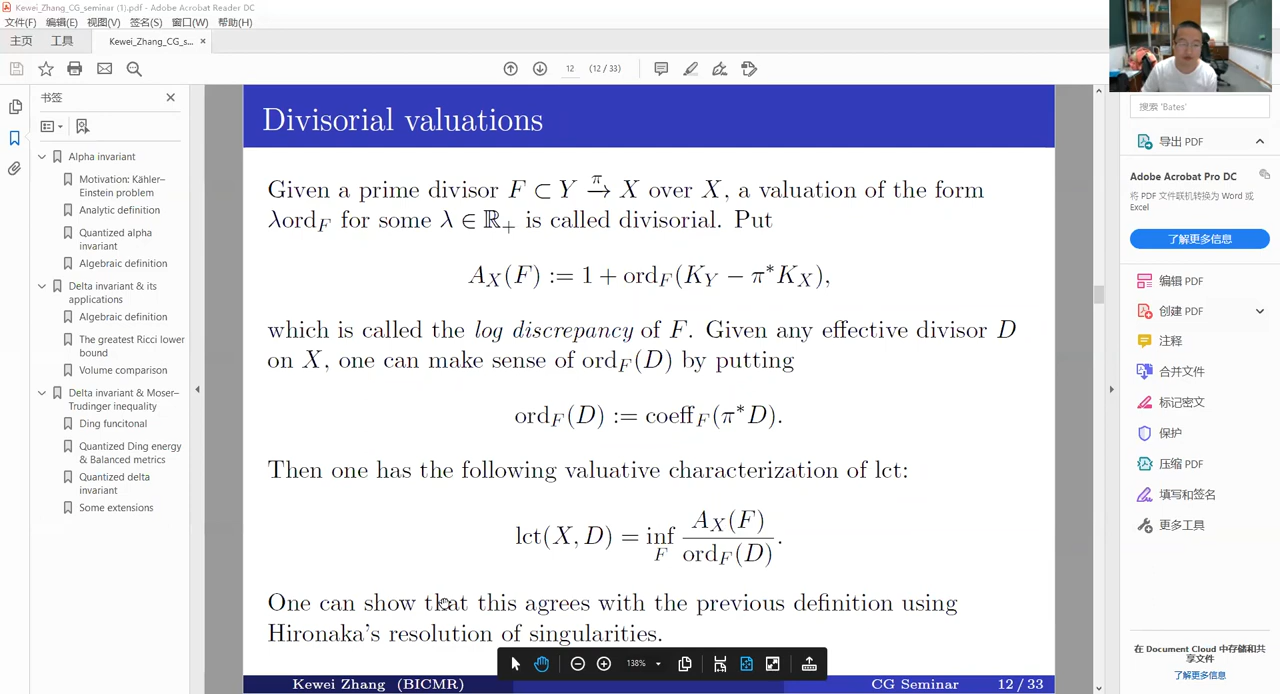 Kewei_Zhang_CG_seminar (1).pdf - Adobe Acrobat Reader DC
文件(F) 编辑(E) 视图(V) 签名(S) 窗口(W) 帮助(H)
主页 工具 Kewei_Zhang_CG_s... ×
12 (12 / 33)
书签
Alpha invariant
Motivation: Kähler–
Einstein problem
Analytic definition
Quantized alpha
invariant
Algebraic definition
Delta invariant & its
applications
Algebraic definition
The greatest Ricci lower
bound
Volume comparison
Delta invariant & Moser–
Trudinger inequality
Ding funcitonal
Quantized Ding energy
& Balanced metrics
Quantized delta
invariant
Some extensions
Divisorial valuations
Given a prime divisor F ⊂ Y →^π X over X, a valuation of the form
λord_F for some λ ∈ ℝ_+ is called divisorial. Put
A_X(F) := 1 + ord_F(K_Y − π*K_X),
which is called the log discrepancy of F. Given any effective divisor D
on X, one can make sense of ord_F(D) by putting
ord_F(D) := coeff_F(π*D).
Then one has the following valuative characterization of lct:
lct(X, D) = inf_F A_X(F) / ord_F(D).
One can show that this agrees with the previous definition using
Hironaka's resolution of singularities.
138%
Kewei Zhang (BICMR) CG Seminar 12 / 33
搜索 'Bates'
导出 PDF
Adobe Acrobat Pro DC
将 PDF 文件联机转换为 Word 或
Excel
了解更多信息
编辑 PDF
创建 PDF
注释
合并文件
标记密文
保护
压缩 PDF
填写和签名
更多工具
在 Document Cloud 中存储和共
享文件
了解更多信息